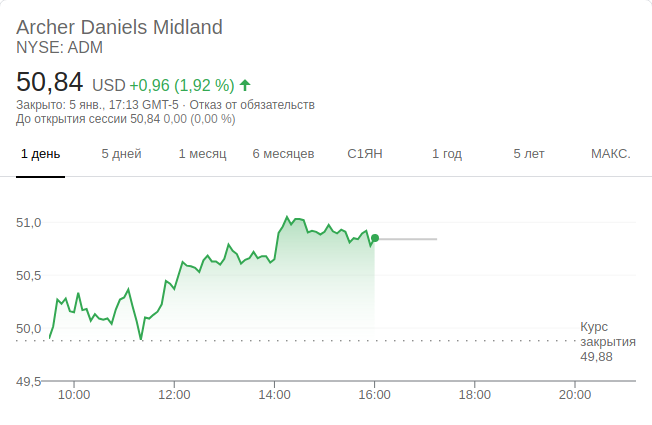 Archer Daniels Midland
NYSE: ADM
50,84 USD +0,96 (1,92 %)
Закрыто: 5 янв., 17:13 GMT-5 · Отказ от обязательств
До открытия сессии 50,84 0,00 (0,00 %)
1 день 5 дней 1 месяц 6 месяцев С1ЯН 1 год 5 лет МАКС.
51,0
50,5
50,0
Курс
закрытия
49,88
49,5
10:00 12:00 14:00 16:00 18:00 20:00